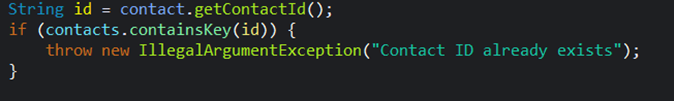 String id = contact.getContactId();
if (contacts.containsKey(id)) {
    throw new IllegalArgumentException("Contact ID already exists");
}